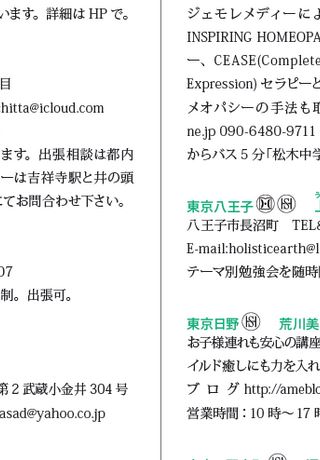 います。詳細は HP で。
目
chitta@icloud.com
ます。出張相談は都内
ーは吉祥寺駅と井の頭
にてお問合わせ下さい。
07
制。出張可。
第 2 武蔵小金井 304 号
asad@yahoo.co.jp
ジェモレメディーによ
INSPIRING HOMEOPA
ー、CEASE(Complete
Expression) セラピーと
メオパシーの手法も取
ne.jp 090-6480-9711
からバス 5 分「松木中学
東京八王子
八王子市長沼町 TEL&
E-mail:holisticearth@l
テーマ別勉強会を随時開
東京日野 荒川美
お子様連れも安心の講座
イルド癒しにも力を入れ
ブログ http://ameblo
営業時間：10 時〜 17 時